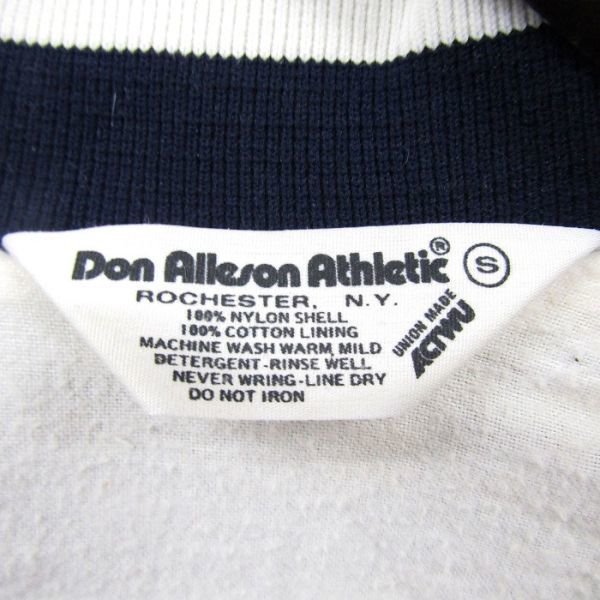 Don Alleson Athletic® S
ROCHESTER, N.Y.
100% NYLON SHELL
100% COTTON LINING
MACHINE WASH WARM, MILD
DETERGENT-RINSE WELL
NEVER WRING-LINE DRY
DO NOT IRON
UNION MADE
ACTWU